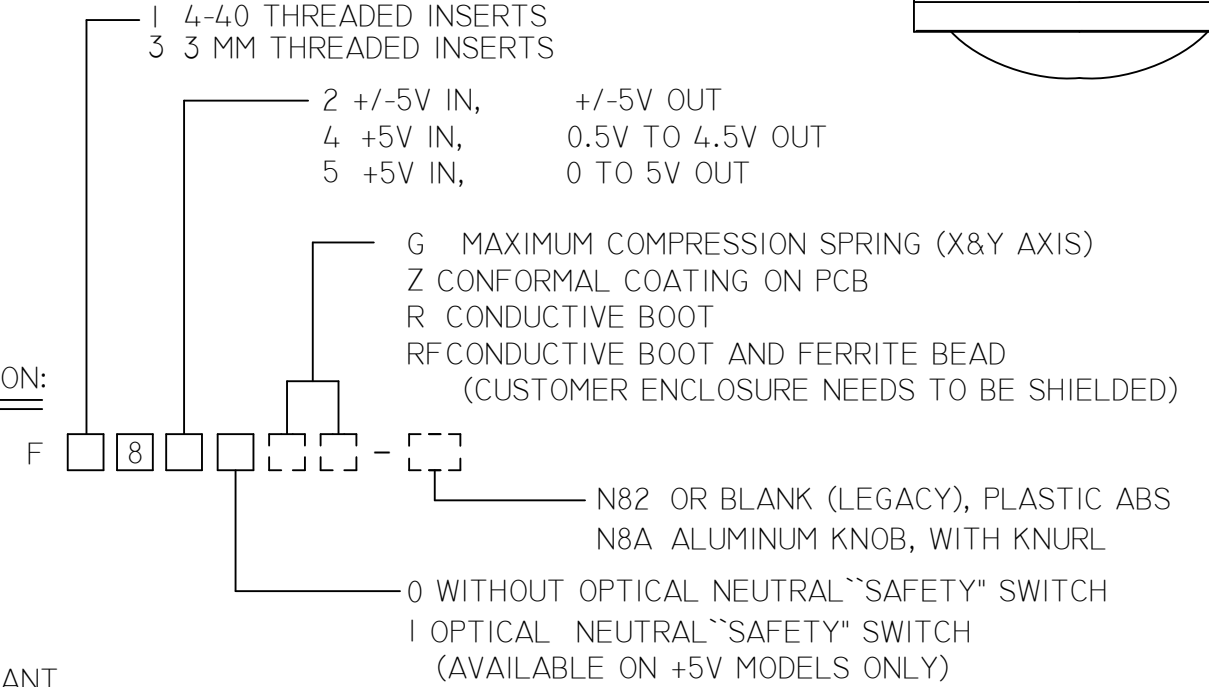 I 4-40 THREADED INSERTS
3 3 MM THREADED INSERTS
2 +/-5V IN, +/-5V OUT
4 +5V IN, 0.5V TO 4.5V OUT
5 +5V IN, 0 TO 5V OUT
G MAXIMUM COMPRESSION SPRING (X&Y AXIS)
Z CONFORMAL COATING ON PCB
R CONDUCTIVE BOOT
RF CONDUCTIVE BOOT AND FERRITE BEAD
(CUSTOMER ENCLOSURE NEEDS TO BE SHIELDED)
ON:
F 8 -
N82 OR BLANK (LEGACY), PLASTIC ABS
N8A ALUMINUM KNOB, WITH KNURL
0 WITHOUT OPTICAL NEUTRAL ``SAFETY" SWITCH
I OPTICAL NEUTRAL ``SAFETY" SWITCH
(AVAILABLE ON +5V MODELS ONLY)
ANT